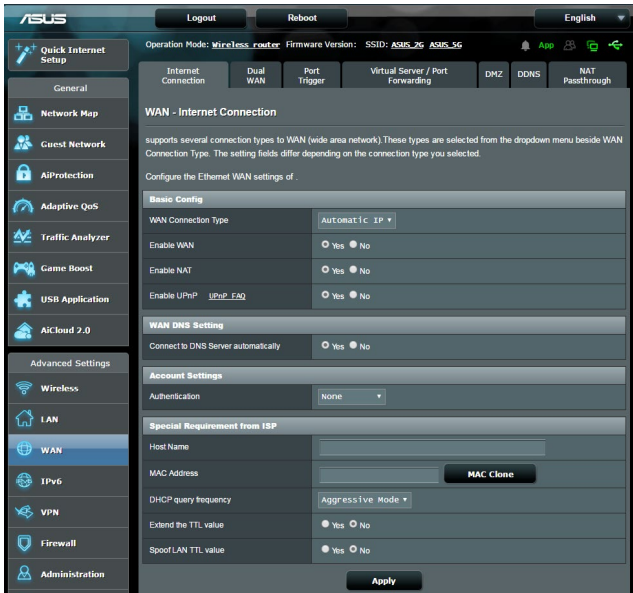 ASUS
Logout
Reboot
English
Quick Internet
Setup
General
Network Map
Guest Network
AiProtection
Adaptive QoS
Traffic Analyzer
Game Boost
USB Application
AiCloud 2.0
Advanced Settings
Wireless
LAN
WAN
IPv6
VPN
Firewall
Administration
Operation Mode: Wireless router Firmware Version: SSID: ASUS_2G ASUS_5G
App
Internet
Connection
Dual
WAN
Port
Trigger
Virtual Server / Port
Forwarding
DMZ
DDNS
NAT
Passthrough
WAN - Internet Connection
supports several connection types to WAN (wide area network).These types are selected from the dropdown menu beside WAN
Connection Type. The setting fields differ depending on the connection type you selected.
Configure the Ethernet WAN settings of .
Basic Config
WAN Connection Type Automatic IP
Enable WAN Yes No
Enable NAT Yes No
Enable UPnP UPnP FAQ Yes No
WAN DNS Setting
Connect to DNS Server automatically Yes No
Account Settings
Authentication None
Special Requirement from ISP
Host Name
MAC Address MAC Clone
DHCP query frequency Aggressive Mode
Extend the TTL value Yes No
Spoof LAN TTL value Yes No
Apply